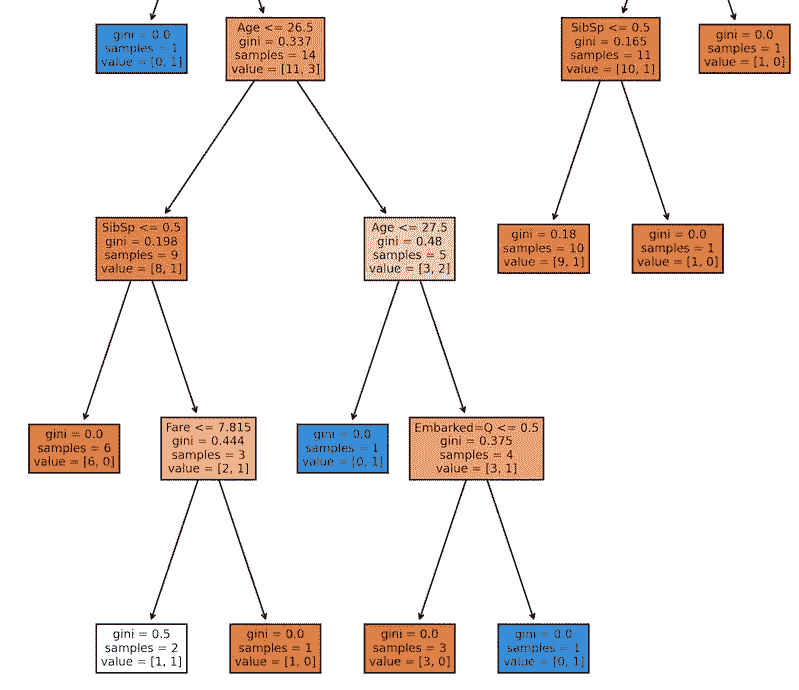 gini = 0.0
samples = 1
value = [0, 1]
Age <= 26.5
gini = 0.337
samples = 14
value = [11, 3]
SibSp <= 0.5
gini = 0.165
samples = 11
value = [10, 1]
gini = 0.0
samples = 1
value = [1, 0]
SibSp <= 0.5
gini = 0.198
samples = 9
value = [8, 1]
Age <= 27.5
gini = 0.48
samples = 5
value = [3, 2]
gini = 0.18
samples = 10
value = [9, 1]
gini = 0.0
samples = 1
value = [1, 0]
gini = 0.0
samples = 6
value = [6, 0]
Fare <= 7.815
gini = 0.444
samples = 3
value = [2, 1]
gini = 0.0
samples = 1
value = [0, 1]
Embarked=Q <= 0.5
gini = 0.375
samples = 4
value = [3, 1]
gini = 0.5
samples = 2
value = [1, 1]
gini = 0.0
samples = 1
value = [1, 0]
gini = 0.0
samples = 3
value = [3, 0]
gini = 0.0
samples = 1
value = [0, 1]